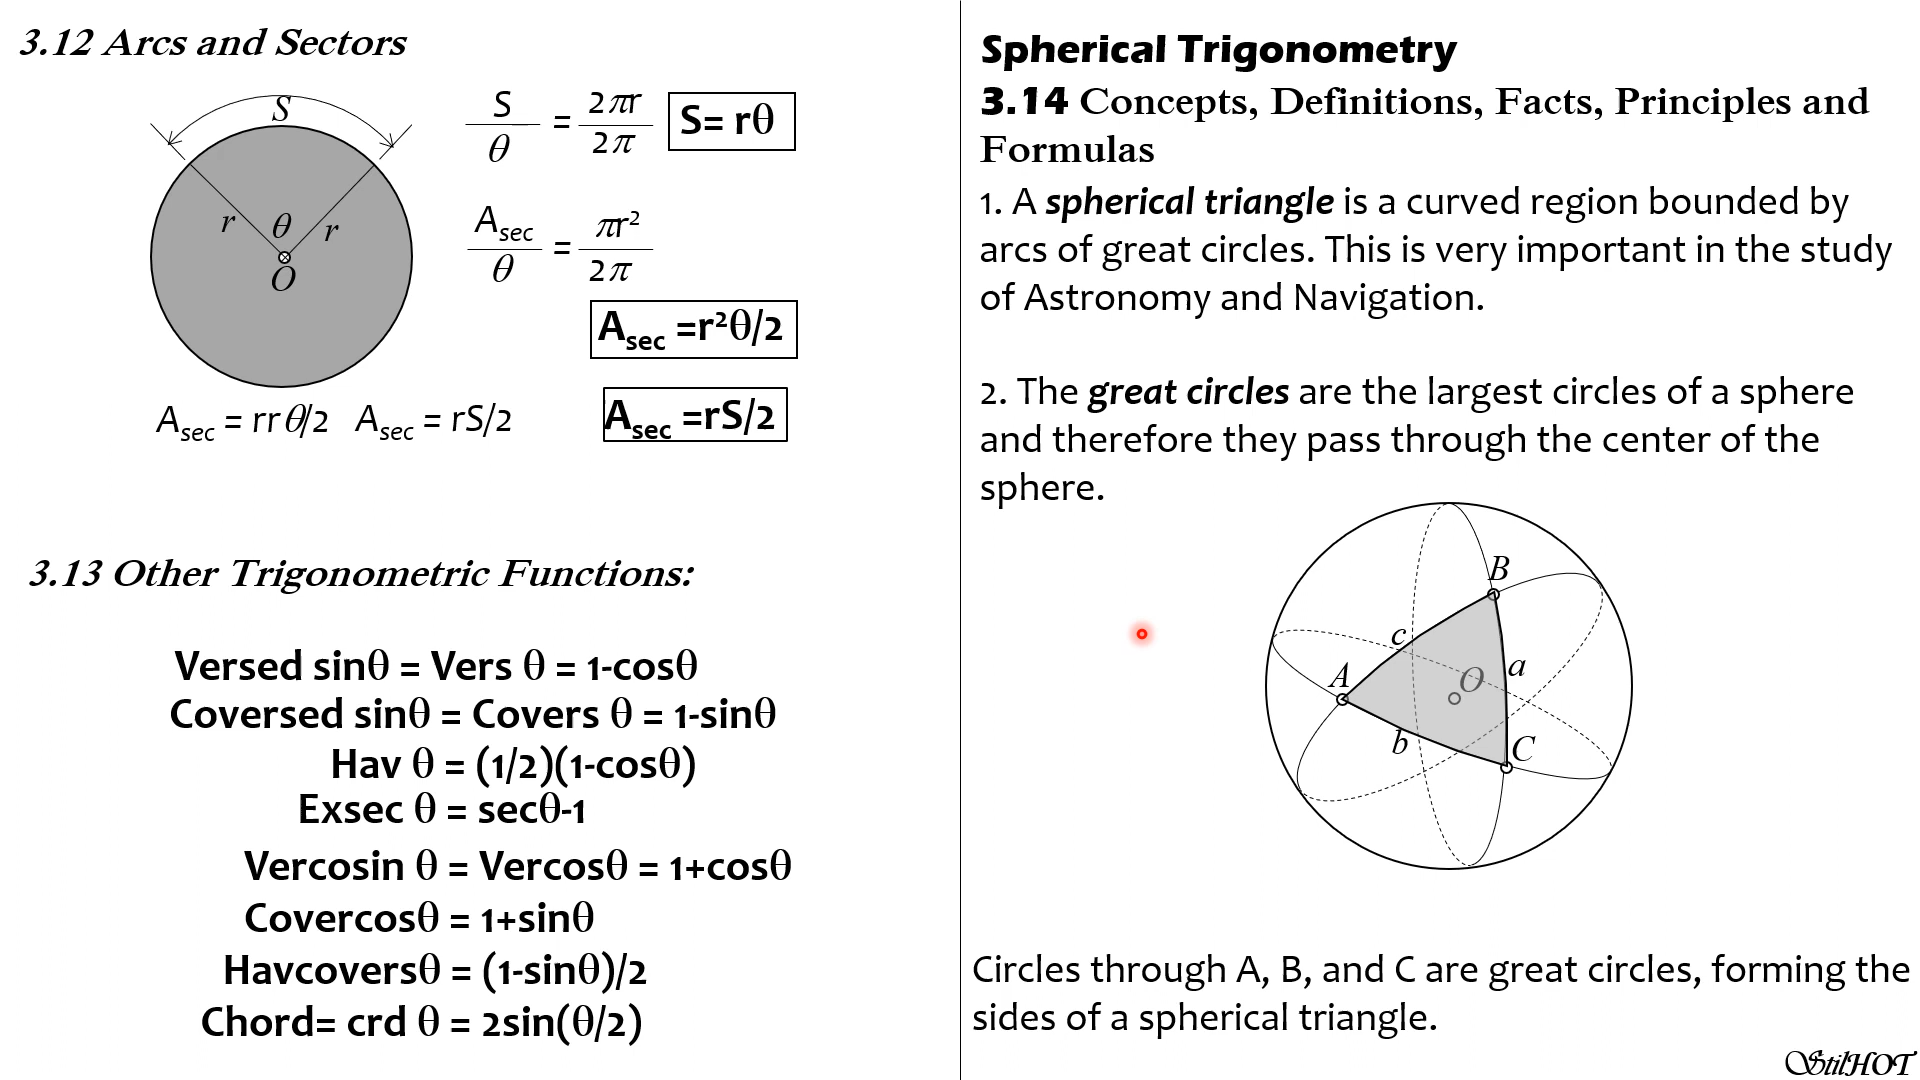 3.12 Arcs and Sectors
S
r θ r
O
S/θ = 2πr/2π
S= rθ
A_sec/θ = πr²/2π
A_sec =r²θ/2
A_sec = rrθ/2 A_sec = rS/2
A_sec =rS/2
3.13 Other Trigonometric Functions:
Versed sinθ = Vers θ = 1-cosθ
Coversed sinθ = Covers θ = 1-sinθ
Hav θ = (1/2)(1-cosθ)
Exsec θ = secθ-1
Vercosin θ = Vercosθ = 1+cosθ
Covercosθ = 1+sinθ
Havcoversθ = (1-sinθ)/2
Chord= crd θ = 2sin(θ/2)
Spherical Trigonometry
3.14 Concepts, Definitions, Facts, Principles and
Formulas
1. A spherical triangle is a curved region bounded by
arcs of great circles. This is very important in the study
of Astronomy and Navigation.
2. The great circles are the largest circles of a sphere
and therefore they pass through the center of the
sphere.
B
c
A O a
b C
Circles through A, B, and C are great circles, forming the
sides of a spherical triangle.
StilHOT